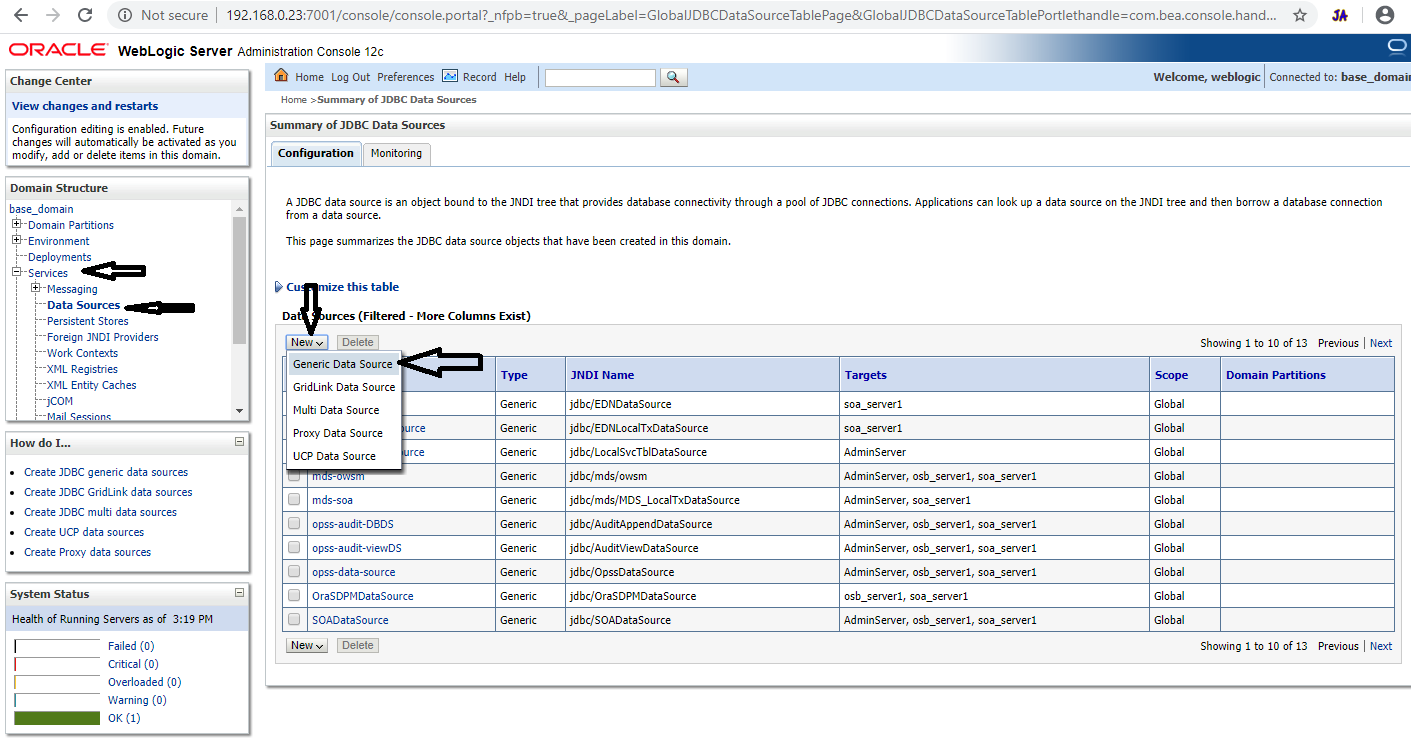 Not secure
192.168.0.23:7001/console/console.portal?_nfpb=true&_pageLabel=GlobalJDBCDataSourceTablePage&GlobalJDBCDataSourceTablePortlethandle=com.bea.console.hand...
JA
ORACLE WebLogic Server Administration Console 12c
Change Center
View changes and restarts
Configuration editing is enabled. Future
changes will automatically be activated as you
modify, add or delete items in this domain.
Domain Structure
base_domain
Domain Partitions
Environment
Deployments
Services
Messaging
Data Sources
Persistent Stores
Foreign JNDI Providers
Work Contexts
XML Registries
XML Entity Caches
jCOM
Mail Sessions
How do I...
Create JDBC generic data sources
Create JDBC GridLink data sources
Create JDBC multi data sources
Create UCP data sources
Create Proxy data sources
System Status
Health of Running Servers as of 3:19 PM
Failed (0)
Critical (0)
Overloaded (0)
Warning (0)
OK (1)
Home Log Out Preferences Record Help
Welcome, weblogic Connected to: base_domain
Home >Summary of JDBC Data Sources
Summary of JDBC Data Sources
Configuration Monitoring
A JDBC data source is an object bound to the JNDI tree that provides database connectivity through a pool of JDBC connections. Applications can look up a data source on the JNDI tree and then borrow a database connection
from a data source.
This page summarizes the JDBC data source objects that have been created in this domain.
Customize this table
Data Sources (Filtered - More Columns Exist)
New Delete
Showing 1 to 10 of 13 Previous | Next
Generic Data Source
GridLink Data Source
Multi Data Source
Proxy Data Source
UCP Data Source
Type JNDI Name Targets Scope Domain Partitions
Generic jdbc/EDNDataSource soa_server1 Global
ource Generic jdbc/EDNLocalTxDataSource soa_server1 Global
ource Generic jdbc/LocalSvcTblDataSource AdminServer Global
mds-owsm Generic jdbc/mds/owsm AdminServer, osb_server1, soa_server1 Global
mds-soa Generic jdbc/mds/MDS_LocalTxDataSource AdminServer, soa_server1 Global
opss-audit-DBDS Generic jdbc/AuditAppendDataSource AdminServer, osb_server1, soa_server1 Global
opss-audit-viewDS Generic jdbc/AuditViewDataSource AdminServer, osb_server1, soa_server1 Global
opss-data-source Generic jdbc/OpssDataSource AdminServer, osb_server1, soa_server1 Global
OraSDPMDataSource Generic jdbc/OraSDPMDataSource osb_server1, soa_server1 Global
SOADataSource Generic jdbc/SOADataSource AdminServer, osb_server1, soa_server1 Global
New Delete
Showing 1 to 10 of 13 Previous | Next